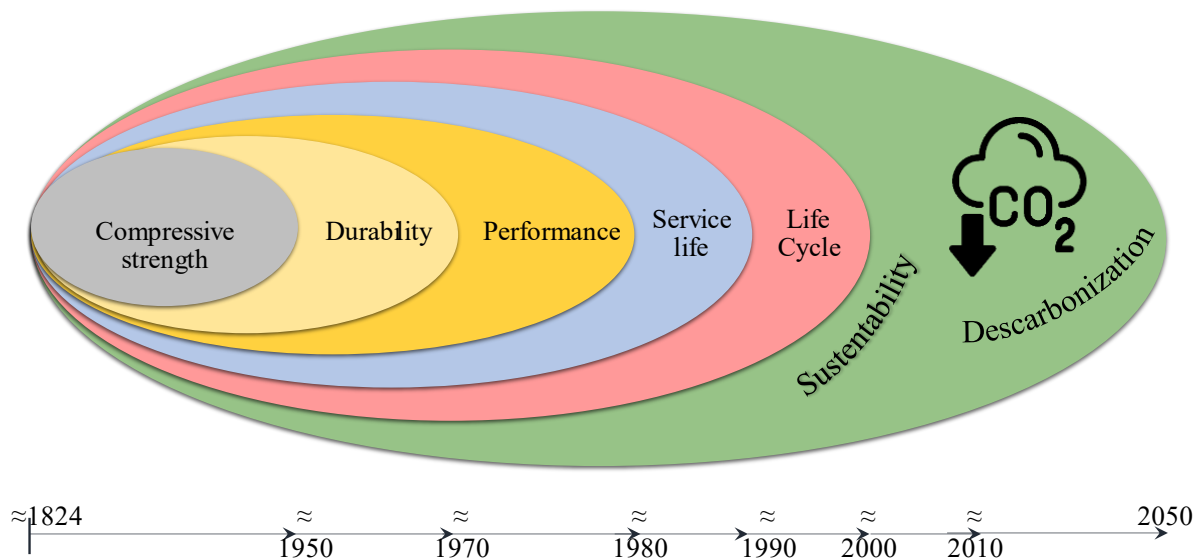 Compressive
strength
Durability
Performance
Service
life
Life
Cycle
Sustentability
CO2
Descarbonization
≈1824
≈
1950
≈
1970
≈
1980
≈
1990
≈
2000
≈
2010
2050